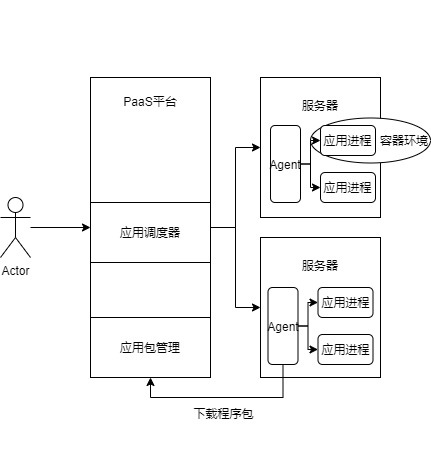 PaaS平台
应用调度器
应用包管理
Actor
服务器
Agent
应用进程
容器环境
应用进程
服务器
Agent
应用进程
应用进程
下载程序包